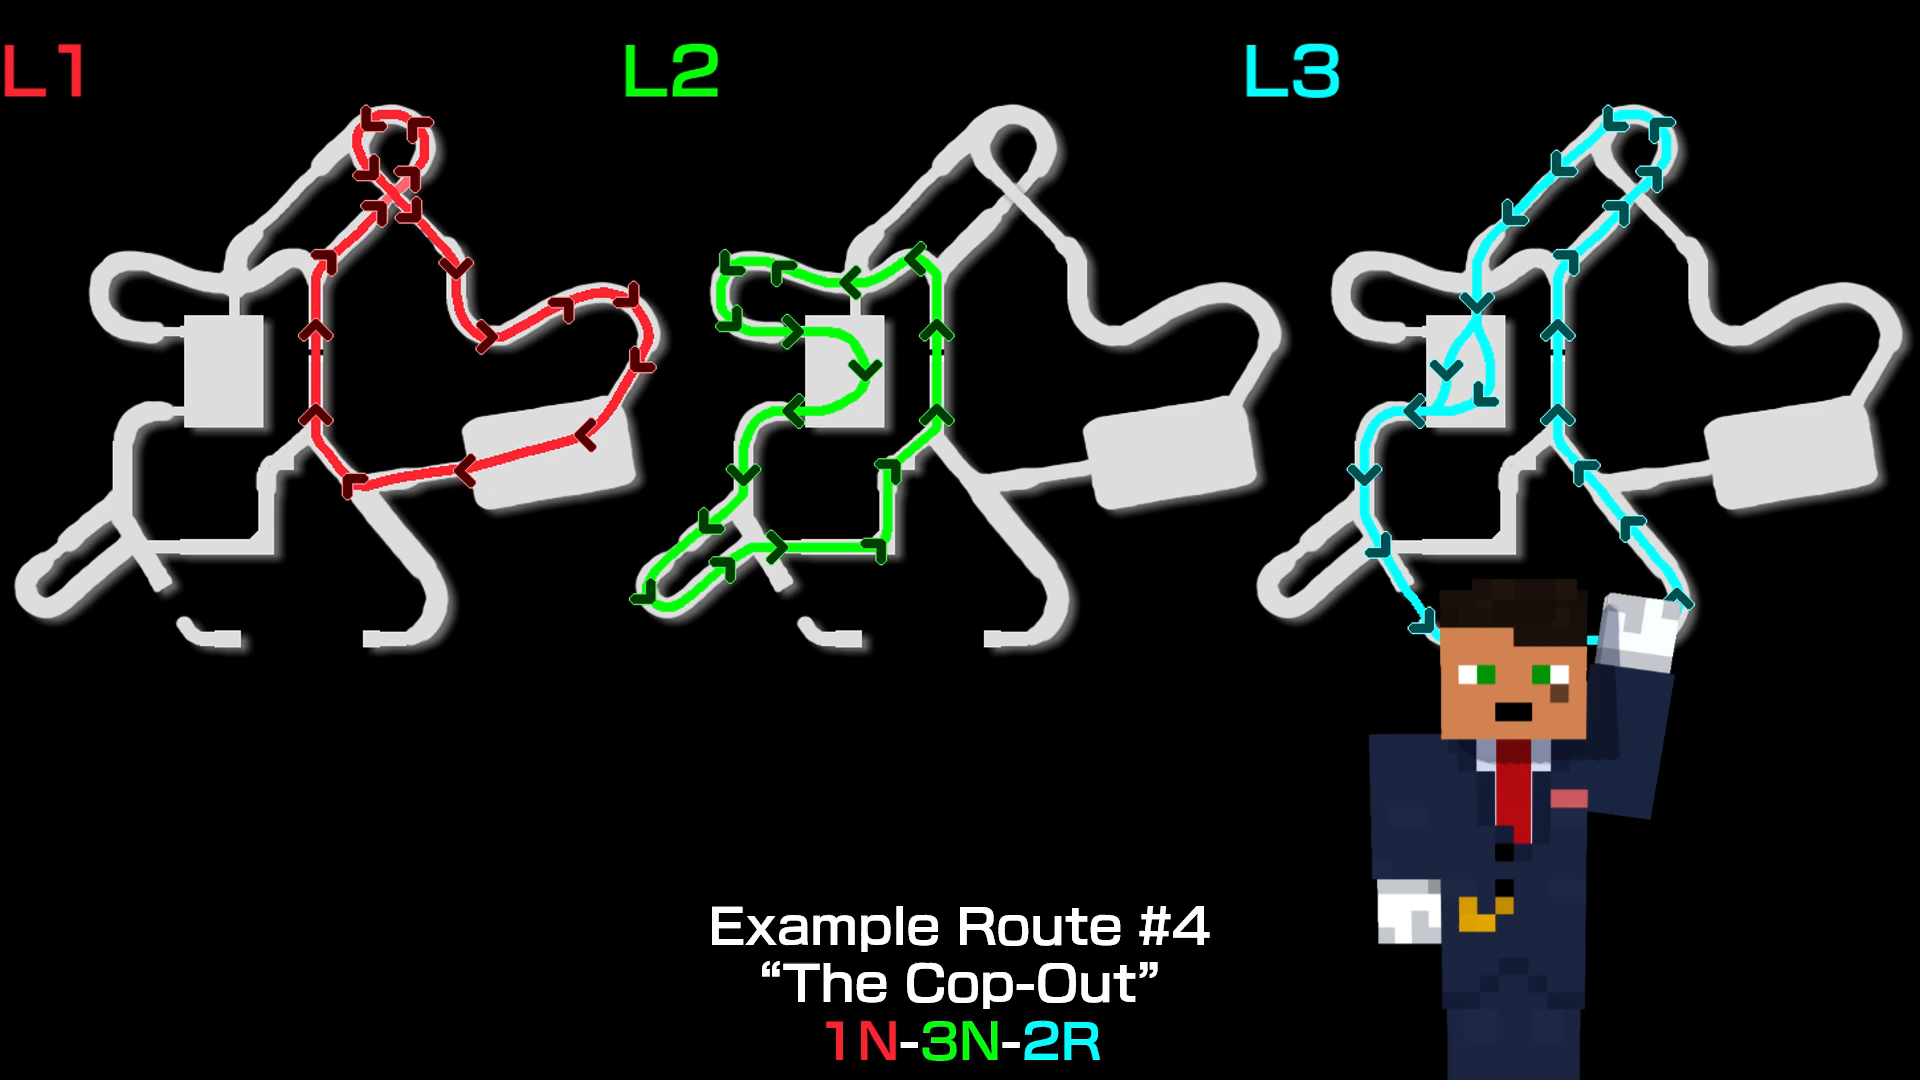 L1
L2
L3
Example Route #4
“The Cop-Out”
1N-3N-2R